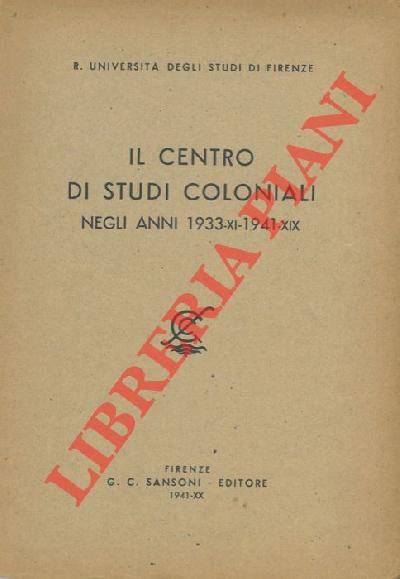 R. UNIVERSITÀ DEGLI STUDI DI FIRENZE
IL CENTRO
DI STUDI COLONIALI
NEGLI ANNI 1933-XI-1941-XIX
LIBRERIA PIANI
FIRENZE
G. C. SANSONI - EDITORE
1941-XX